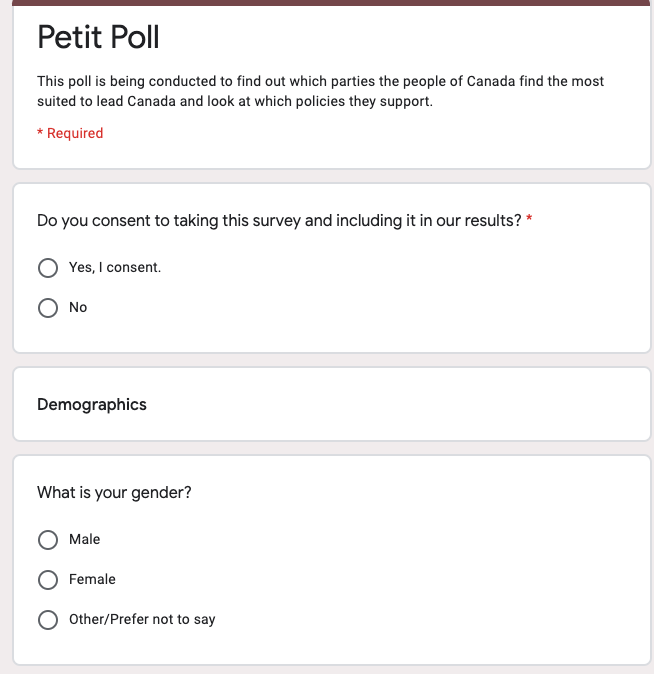 Petit Poll
This poll is being conducted to find out which parties the people of Canada find the most
suited to lead Canada and look at which policies they support.
* Required
Do you consent to taking this survey and including it in our results? *
Yes, I consent.
No
Demographics
What is your gender?
Male
Female
Other/Prefer not to say